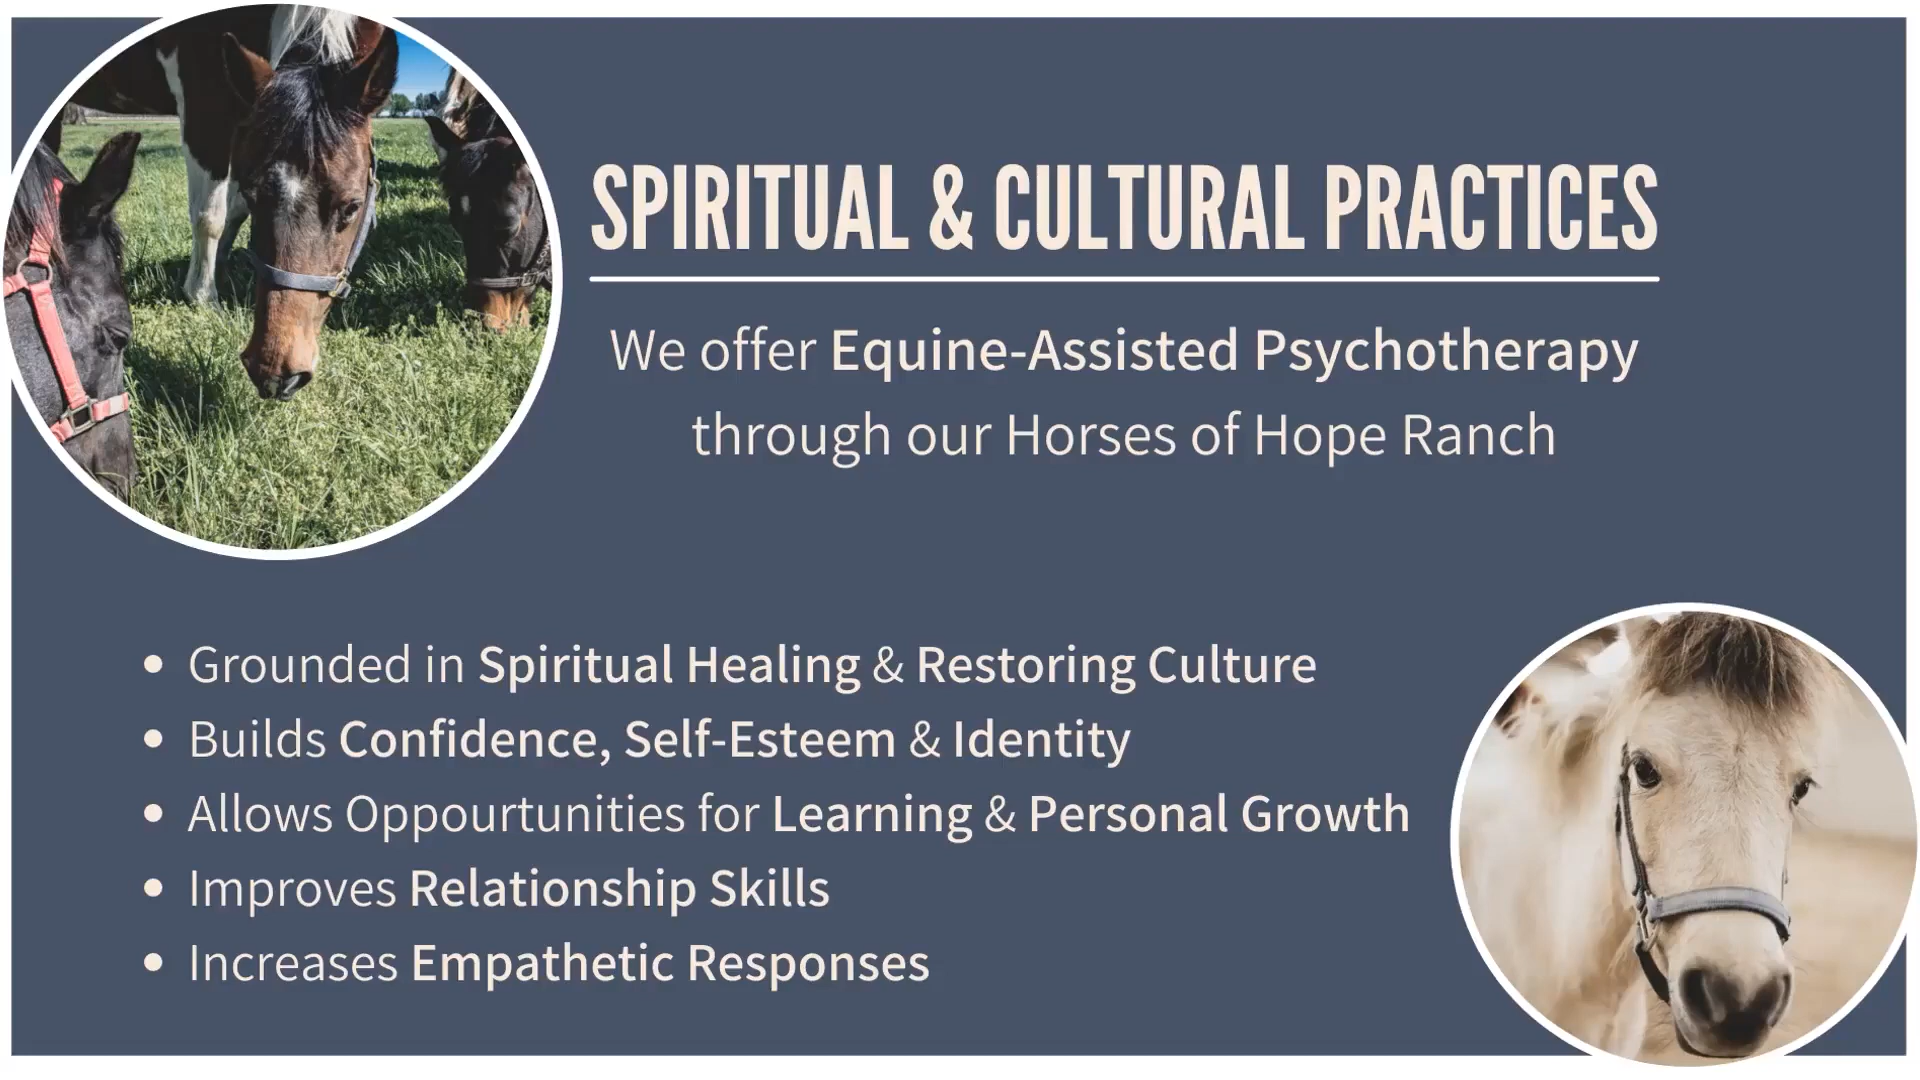 SPIRITUAL & CULTURAL PRACTICES
We offer Equine-Assisted Psychotherapy
through our Horses of Hope Ranch
• Grounded in Spiritual Healing & Restoring Culture
• Builds Confidence, Self-Esteem & Identity
• Allows Oppourtunities for Learning & Personal Growth
• Improves Relationship Skills
• Increases Empathetic Responses